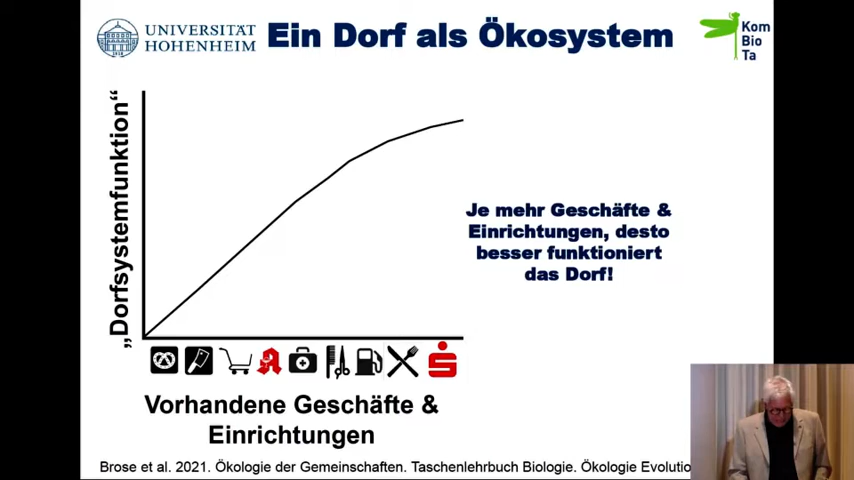 UNIVERSITÄT
HOHENHEIM
Ein Dorf als Ökosystem
Kom
Bio
Ta
„Dorfsystemfunktion“
Je mehr Geschäfte &
Einrichtungen, desto
besser funktioniert
das Dorf!
Vorhandene Geschäfte &
Einrichtungen
Brose et al. 2021. Ökologie der Gemeinschaften. Taschenlehrbuch Biologie. Ökologie Evolutio